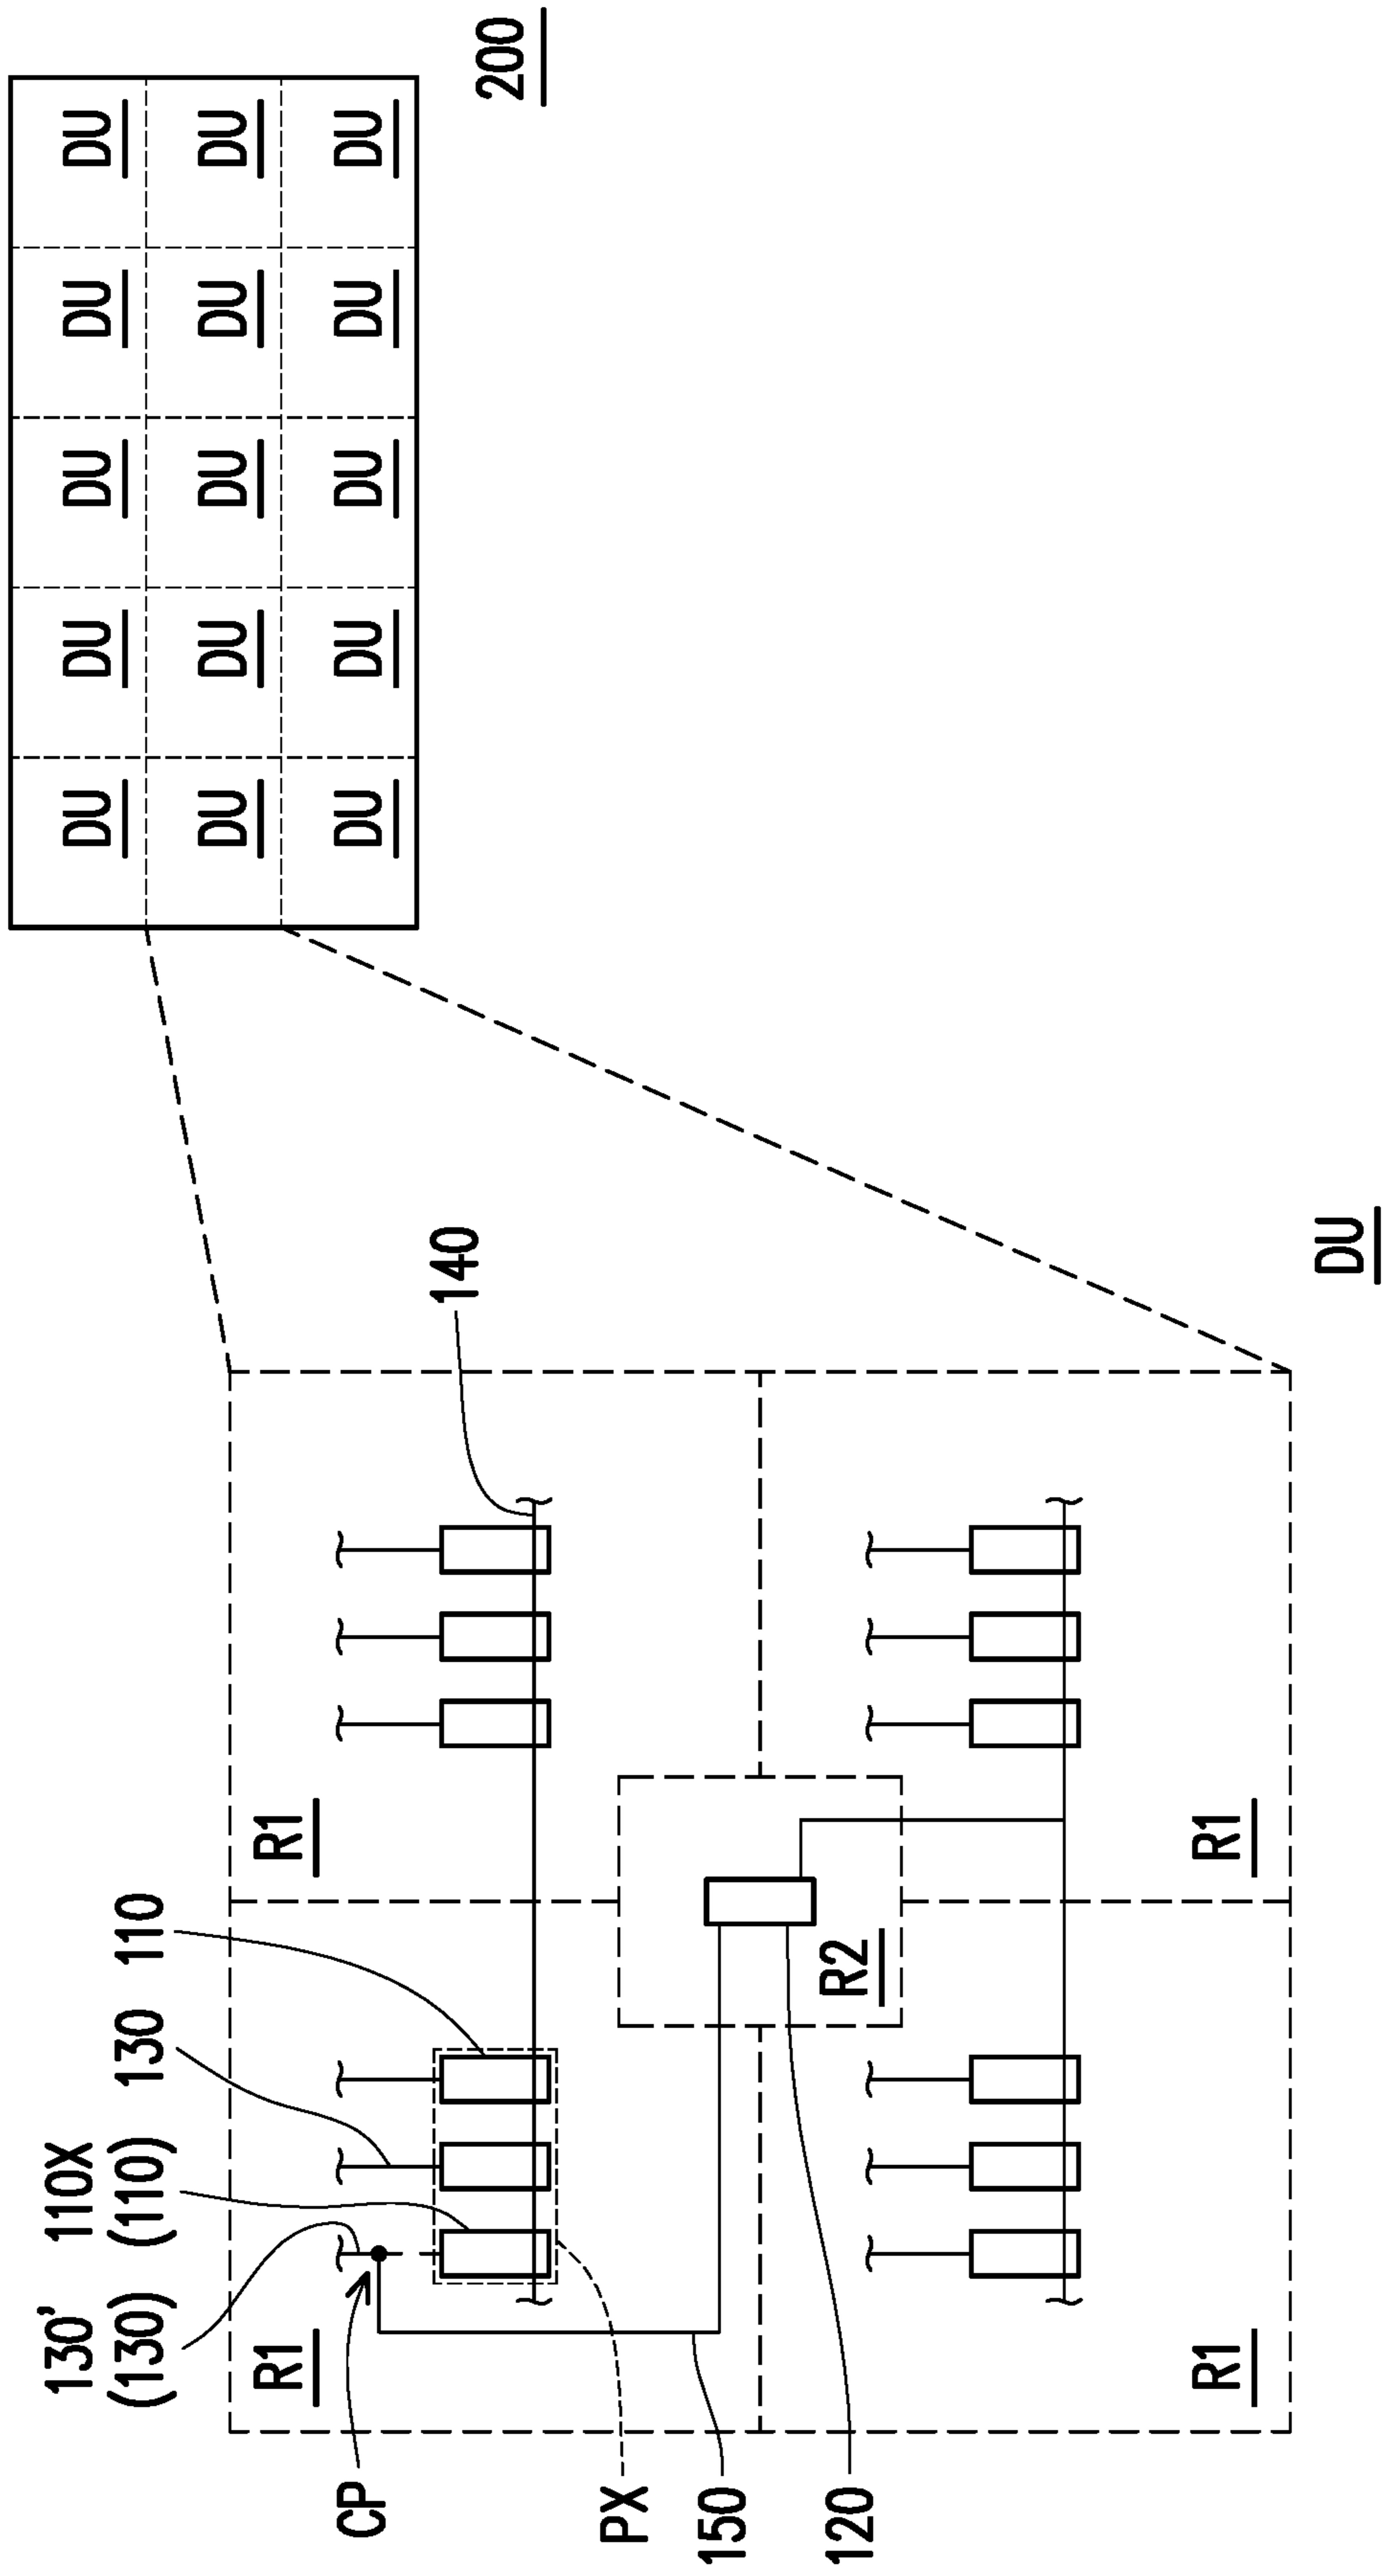 DU DU DU DU DU
DU DU DU DU DU
DU DU DU DU DU
200
130'
(130)
110X
(110)
130
110
140
CP
R1
R1
PX
150
120
R2
R1
R1
DU